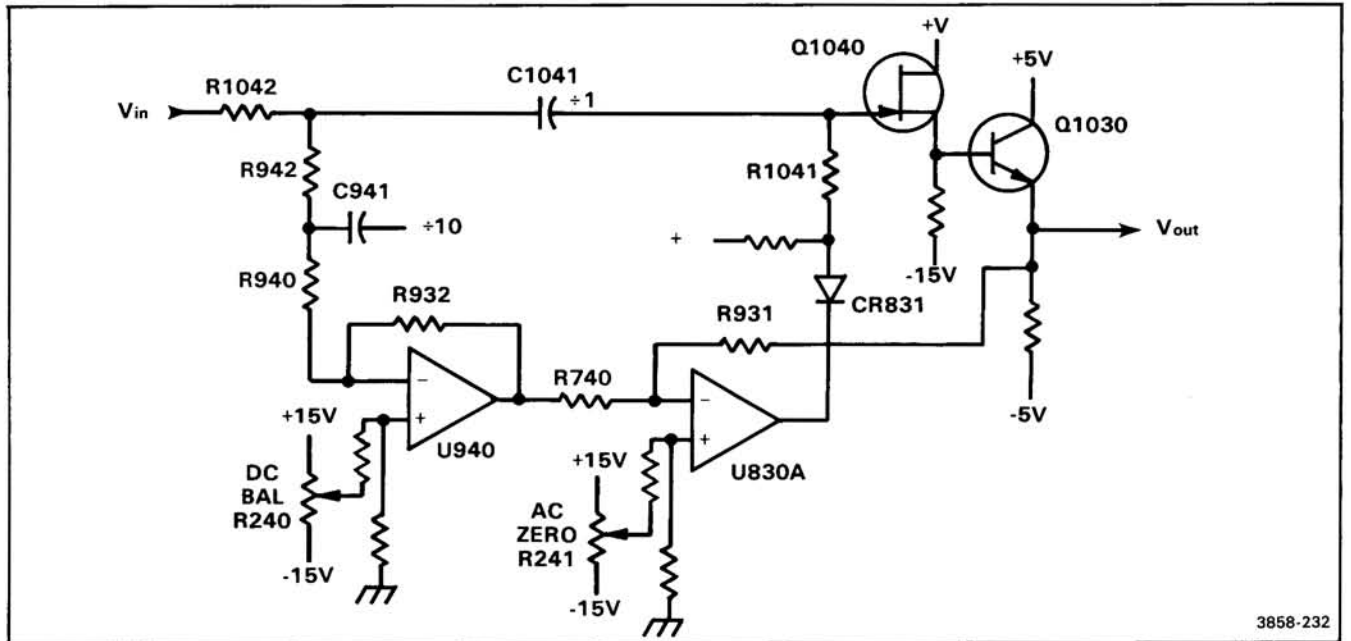 Q1040
+V
+5V
C1041
R1042
÷1
Vin
Q1030
R942
R1041
C941
÷10
+
Vout
-15V
R940
CR831
R932
R931
R740
-5V
−
+
U940
−
+
U830A
+15V
DC
BAL
R240
-15V
+15V
AC
ZERO
R241
-15V
3858-232